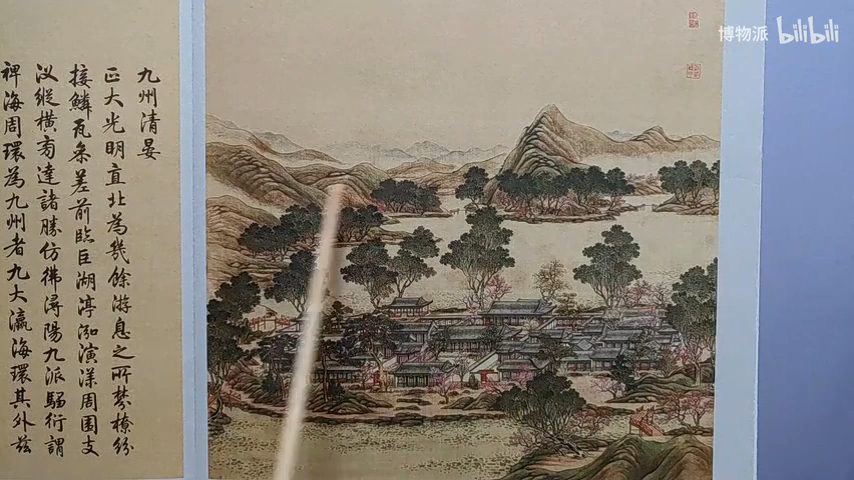 博物派 bilibili
九州清晏
正大光明直北為幾餘游息之所棼橑紛
接鱗瓦參差前臨巨湖渟泓演漾周圍支
汊縱橫旁達諸勝仿彿潯陽九派騶衍謂
裨海周環為九州者九大瀛海環其外茲